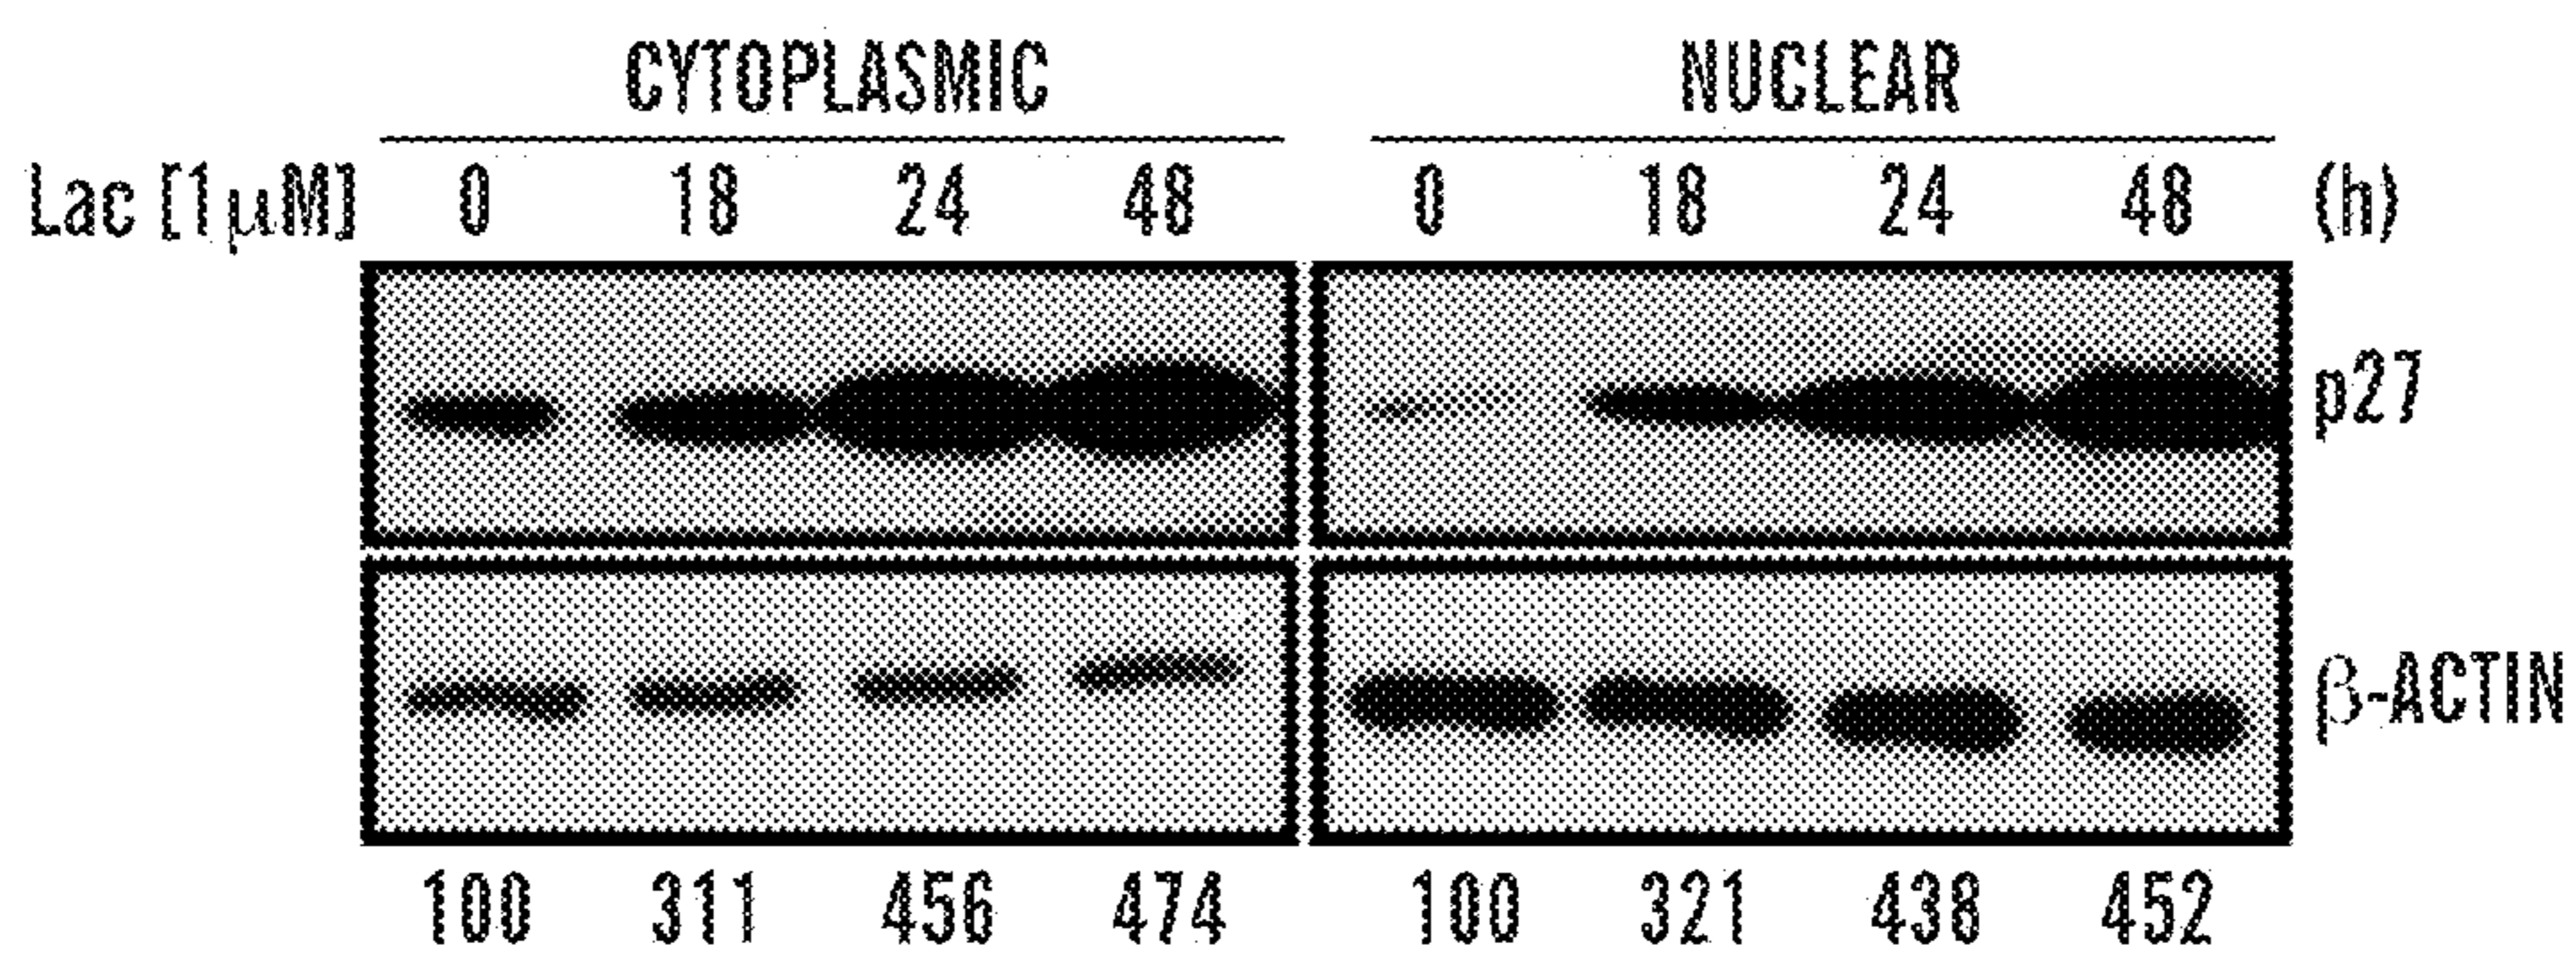 CYTOPLASMIC NUCLEAR
Lac [1μM] 0 18 24 48 0 18 24 48 (h)
p27
β-ACTIN
100 311 456 474 100 321 438 452